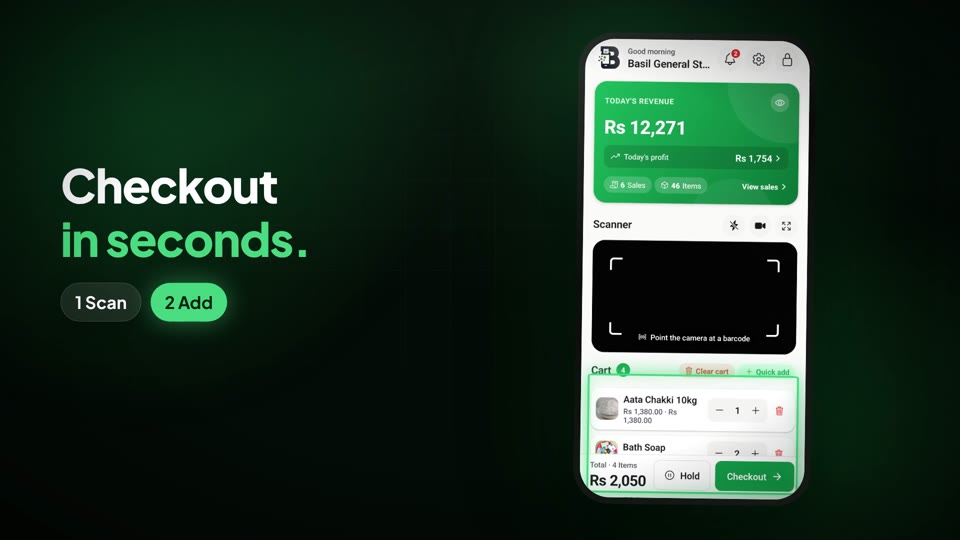 Checkout
in seconds.
1 Scan
2 Add
Good morning
Basil General St...
2
TODAY'S REVENUE
Rs 12,271
Today's profit
Rs 1,754
6 Sales
46 Items
View sales
Scanner
Point the camera at a barcode
Cart 4
Clear cart
+ Quick add
Aata Chakki 10kg
Rs 1,380.00 · Rs
1,380.00
− 1 +
Bath Soap
− 2 +
Total · 4 Items
Rs 2,050
Hold
Checkout